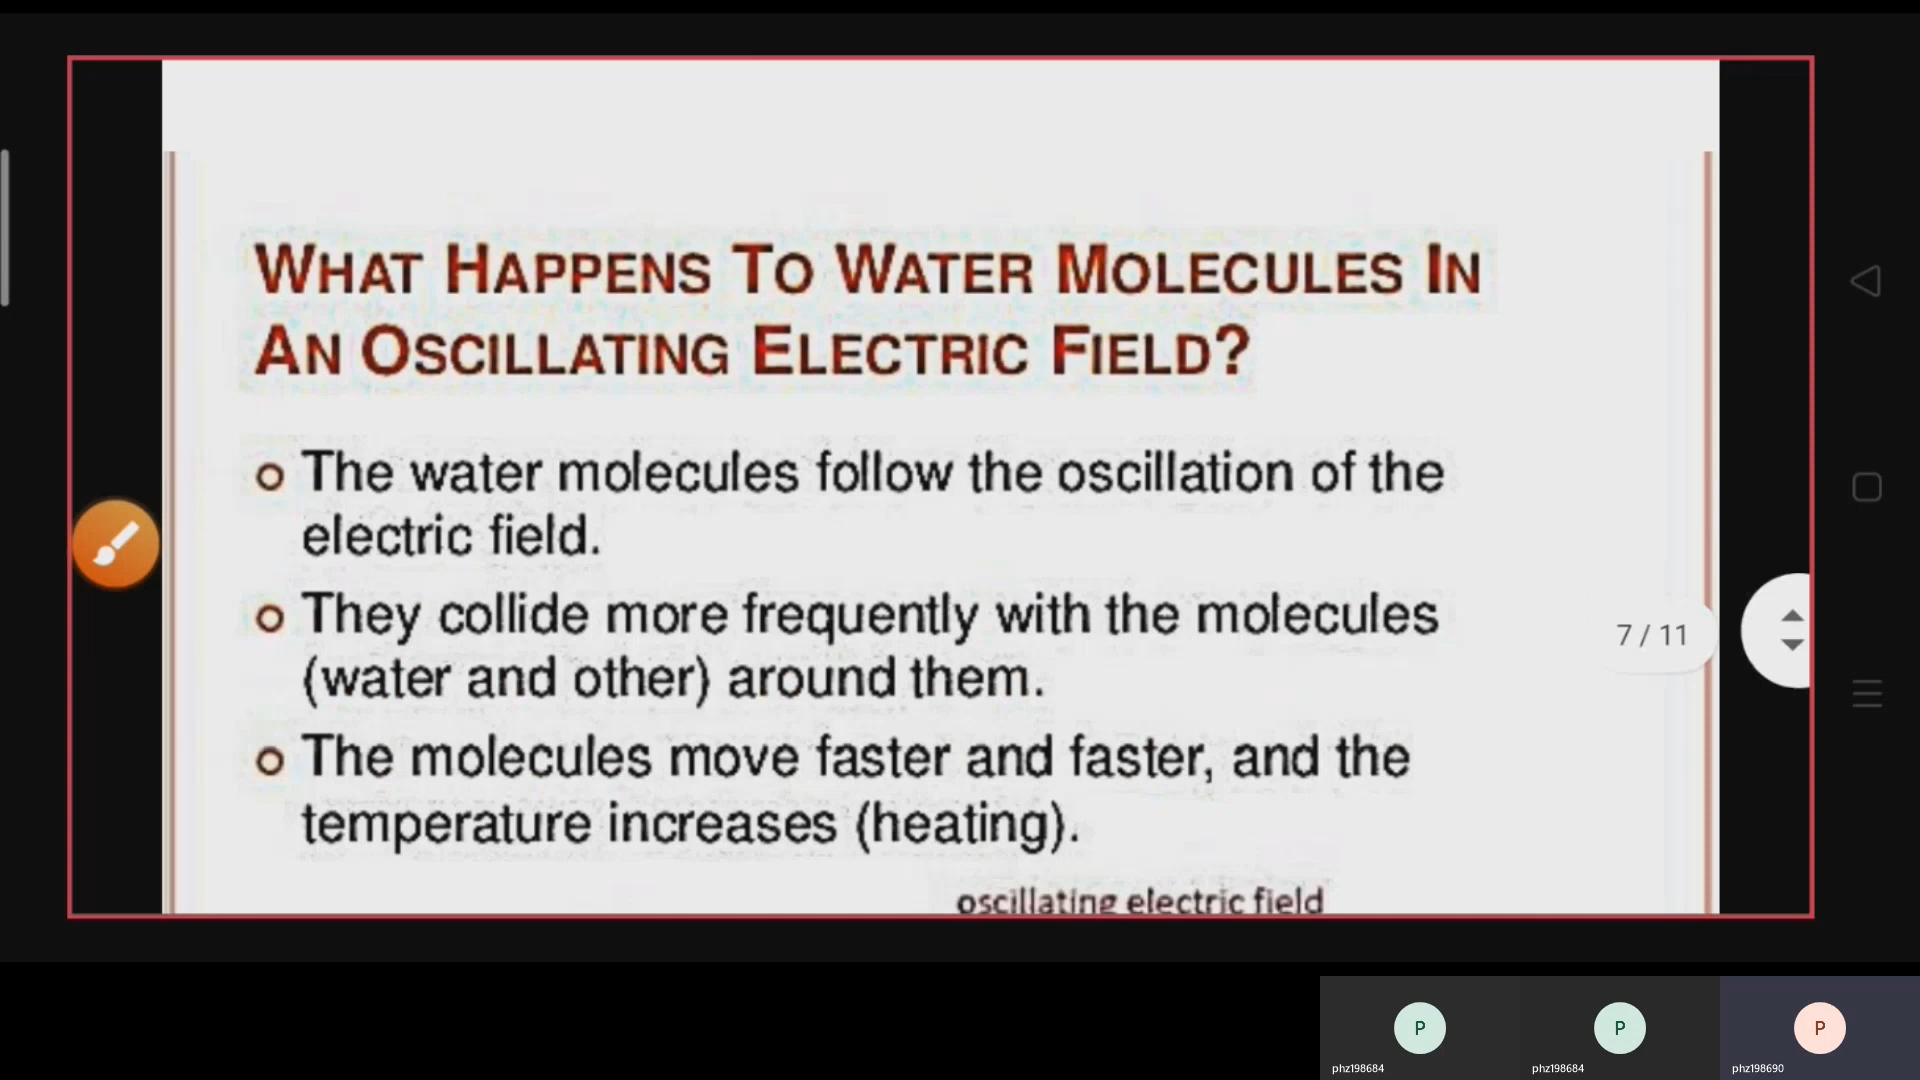 WHAT HAPPENS TO WATER MOLECULES IN
AN OSCILLATING ELECTRIC FIELD?
The water molecules follow the oscillation of the
electric field.
They collide more frequently with the molecules
(water and other) around them.
The molecules move faster and faster, and the
temperature increases (heating).
oscillating electric field
7 / 11
P
phz198684
P
phz198684
P
phz198690